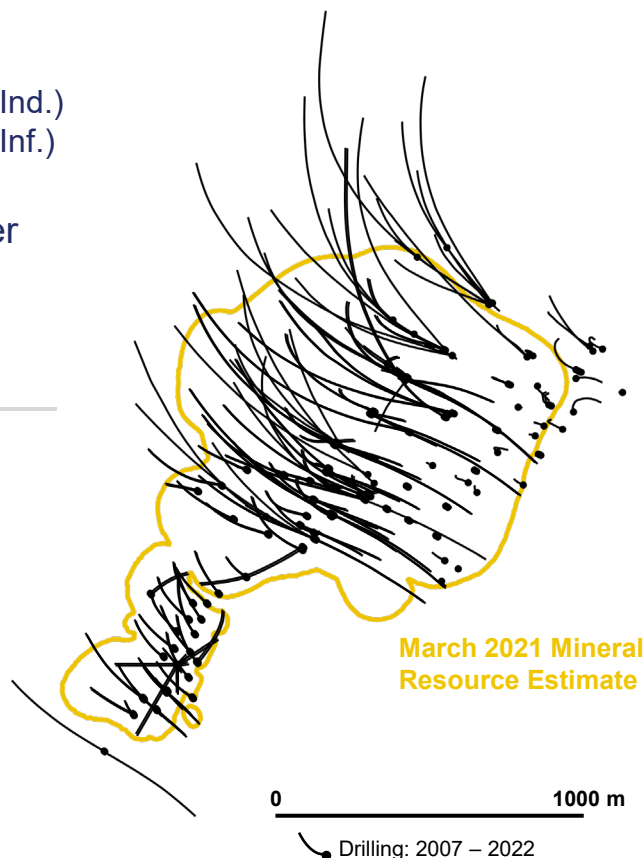 Ind.)
Inf.)
er
March 2021 Mineral
Resource Estimate
0 1000 m
Drilling: 2007 – 2022